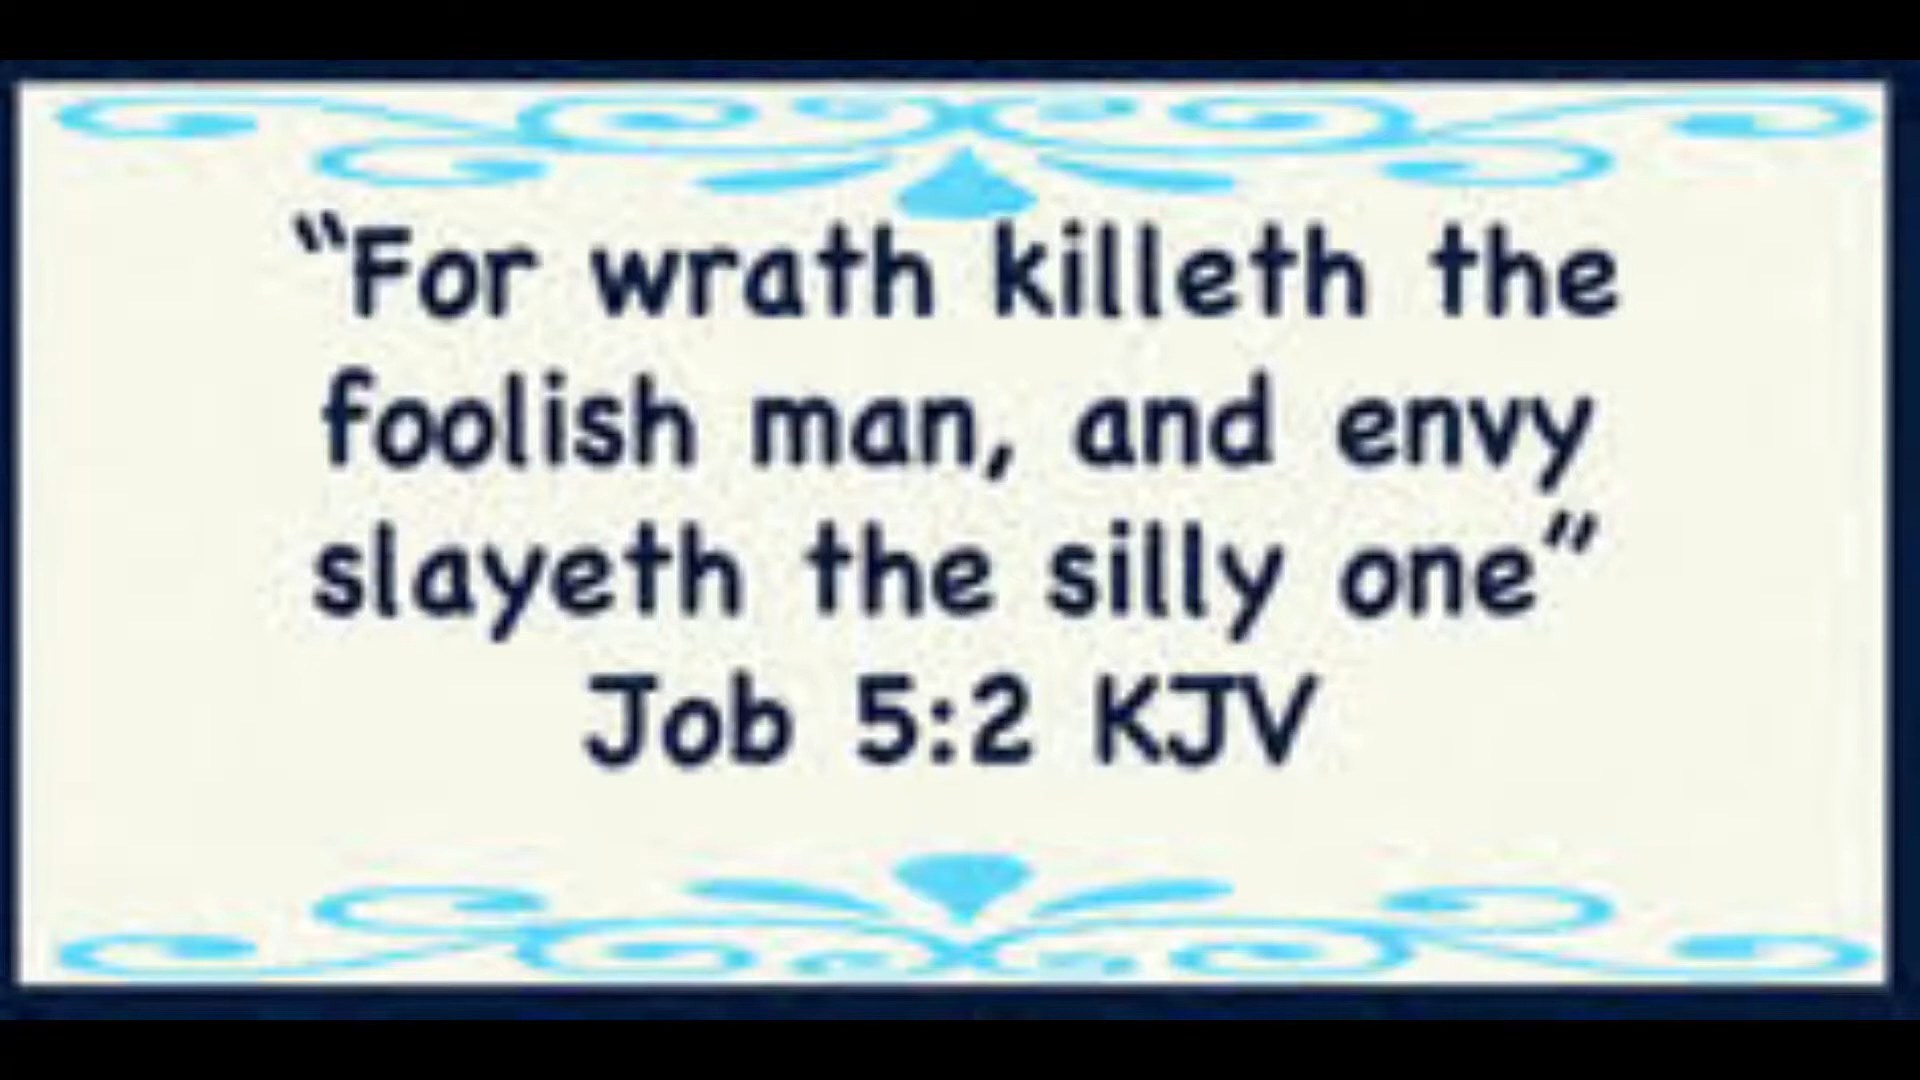 “For wrath killeth the
foolish man, and envy
slayeth the silly one”
Job 5:2 KJV